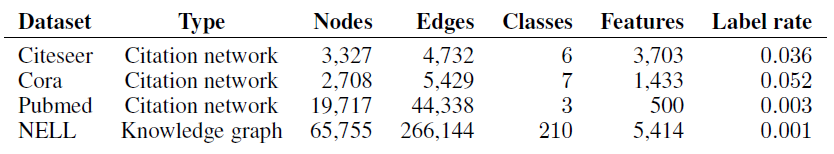 Dataset Type Nodes Edges Classes Features Label rate
Citeseer Citation network 3,327 4,732 6 3,703 0.036
Cora Citation network 2,708 5,429 7 1,433 0.052
Pubmed Citation network 19,717 44,338 3 500 0.003
NELL Knowledge graph 65,755 266,144 210 5,414 0.001